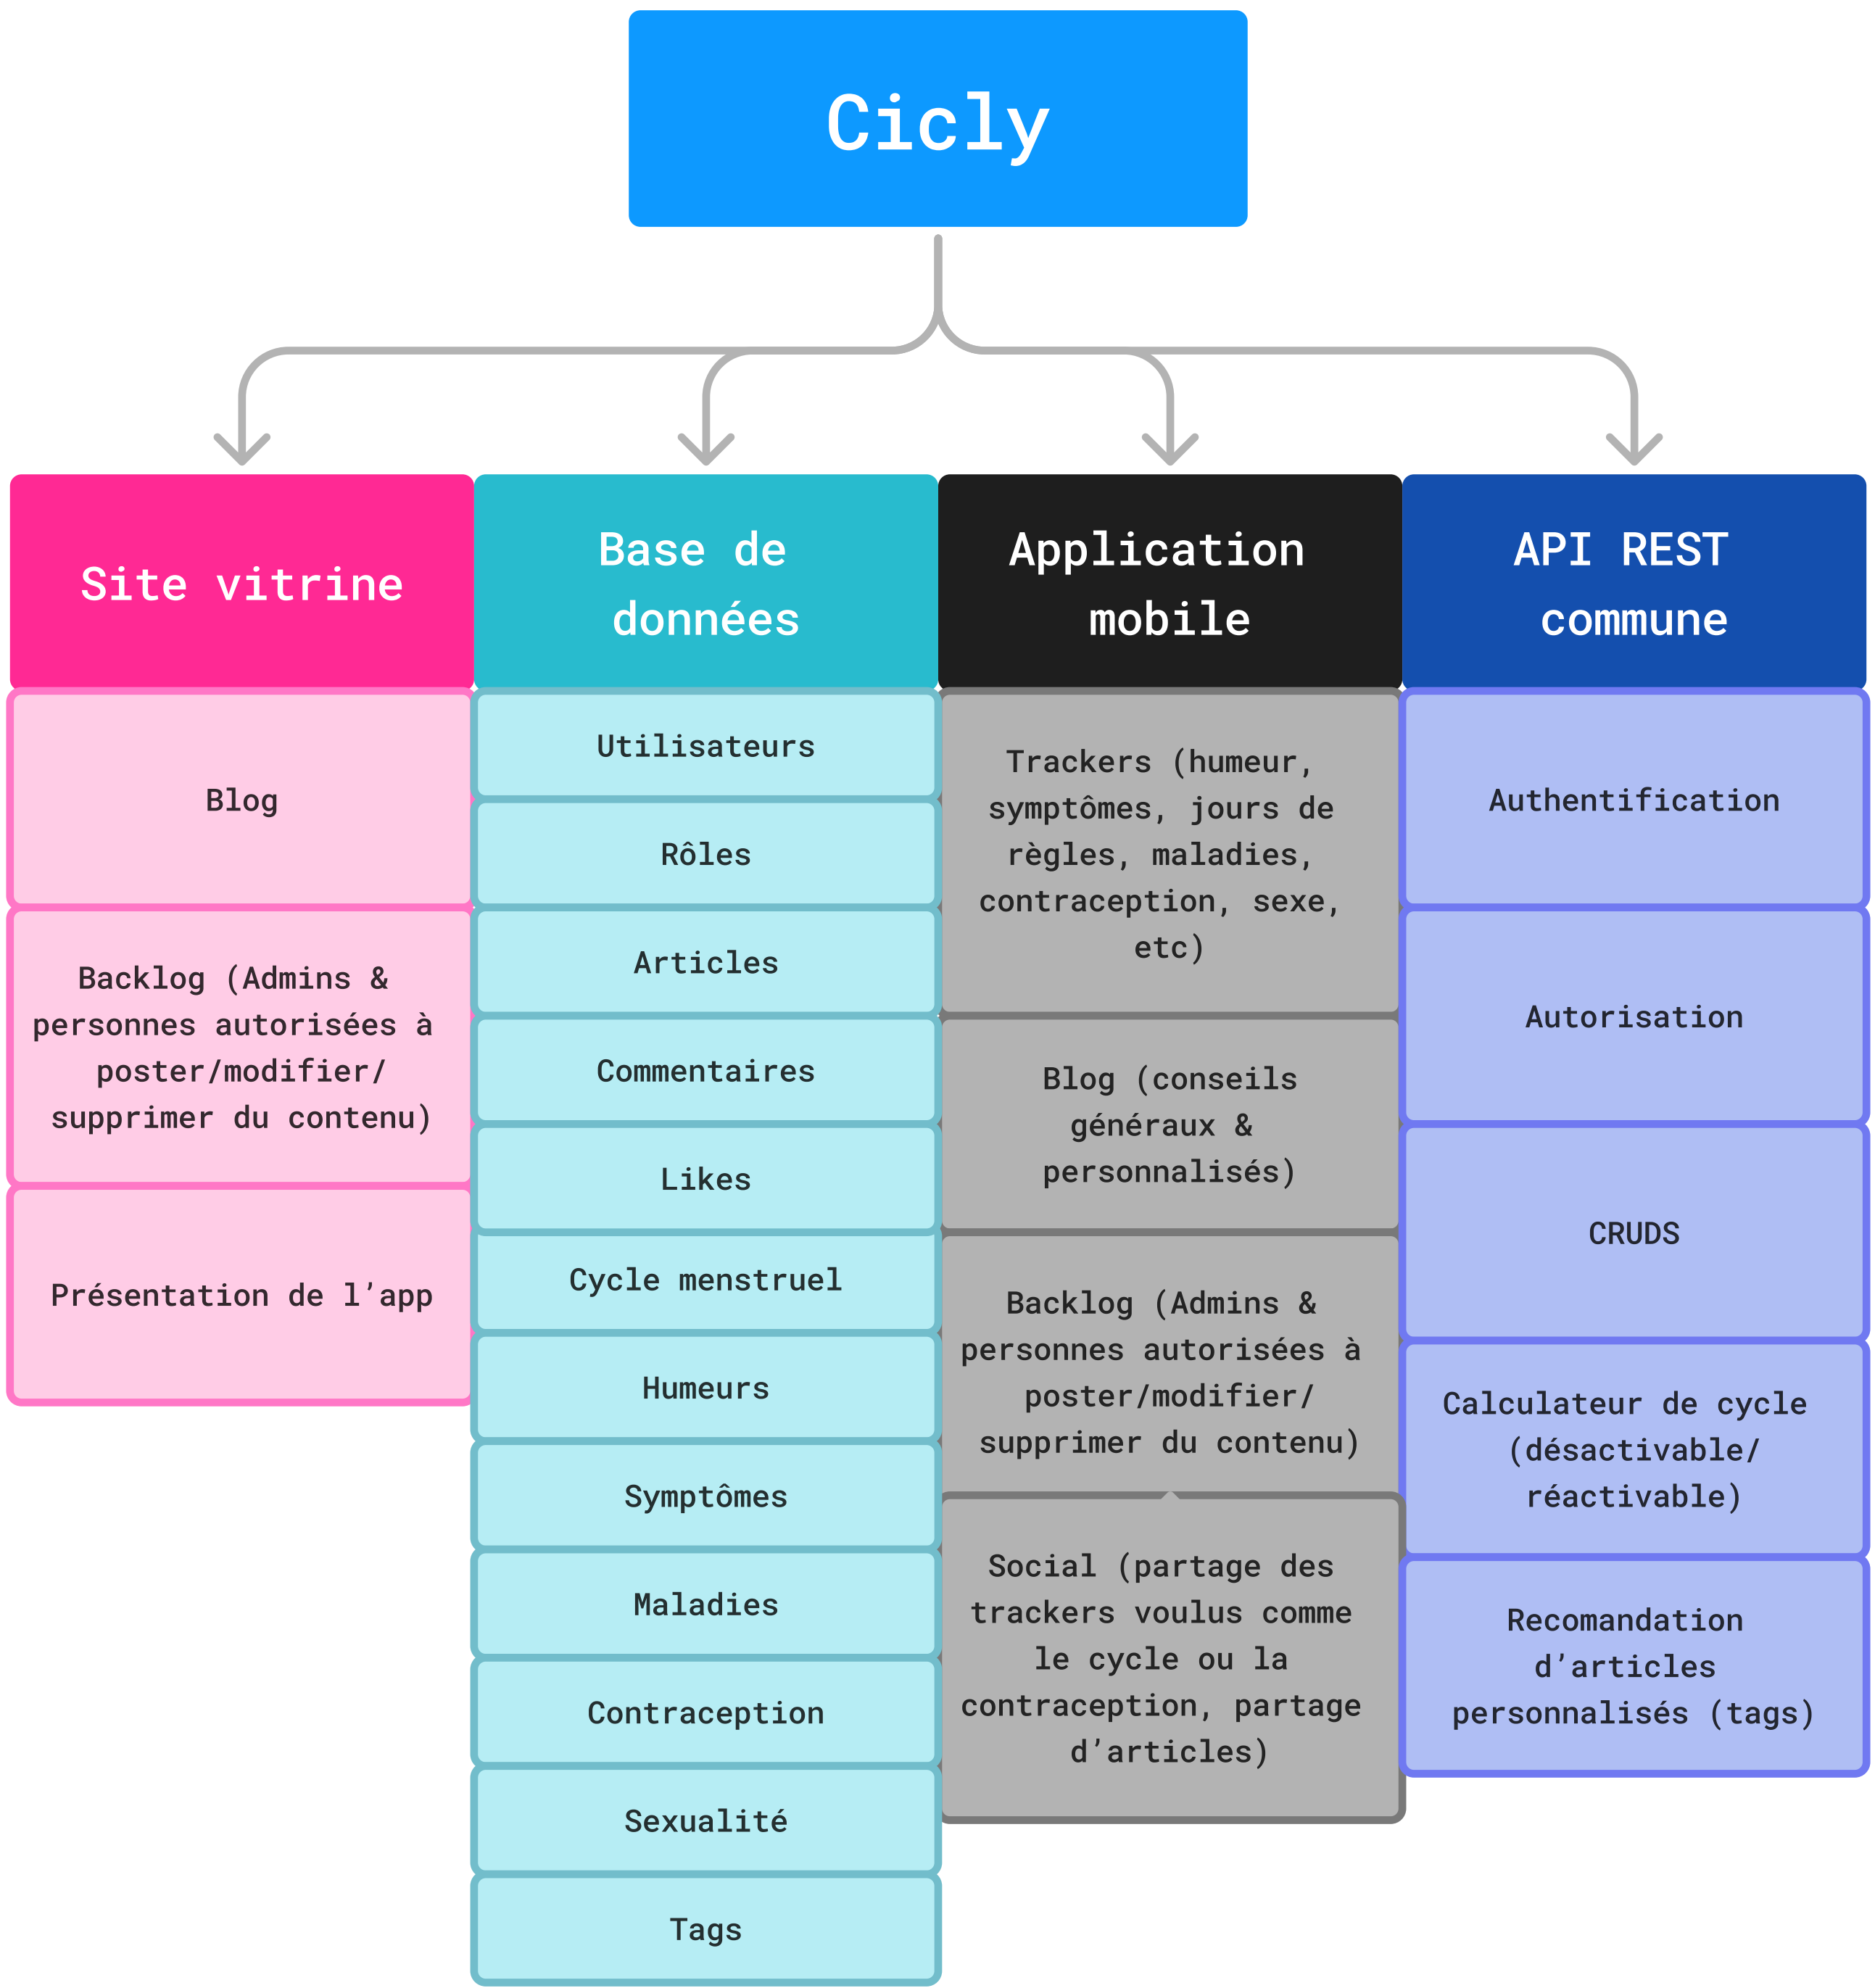 Cicly
Site vitrine
Blog
Backlog (Admins &
personnes autorisées à
poster/modifier/
supprimer du contenu)
Présentation de l’app
Base de
données
Utilisateurs
Rôles
Articles
Commentaires
Likes
Cycle menstruel
Humeurs
Symptômes
Maladies
Contraception
Sexualité
Tags
Application
mobile
Trackers (humeur,
symptômes, jours de
règles, maladies,
contraception, sexe,
etc)
Blog (conseils
généraux &
personnalisés)
Backlog (Admins &
personnes autorisées à
poster/modifier/
supprimer du contenu)
Social (partage des
trackers voulus comme
le cycle ou la
contraception, partage
d’articles)
API REST
commune
Authentification
Autorisation
CRUDS
Calculateur de cycle
(désactivable/
réactivable)
Recomandation
d’articles
personnalisés (tags)